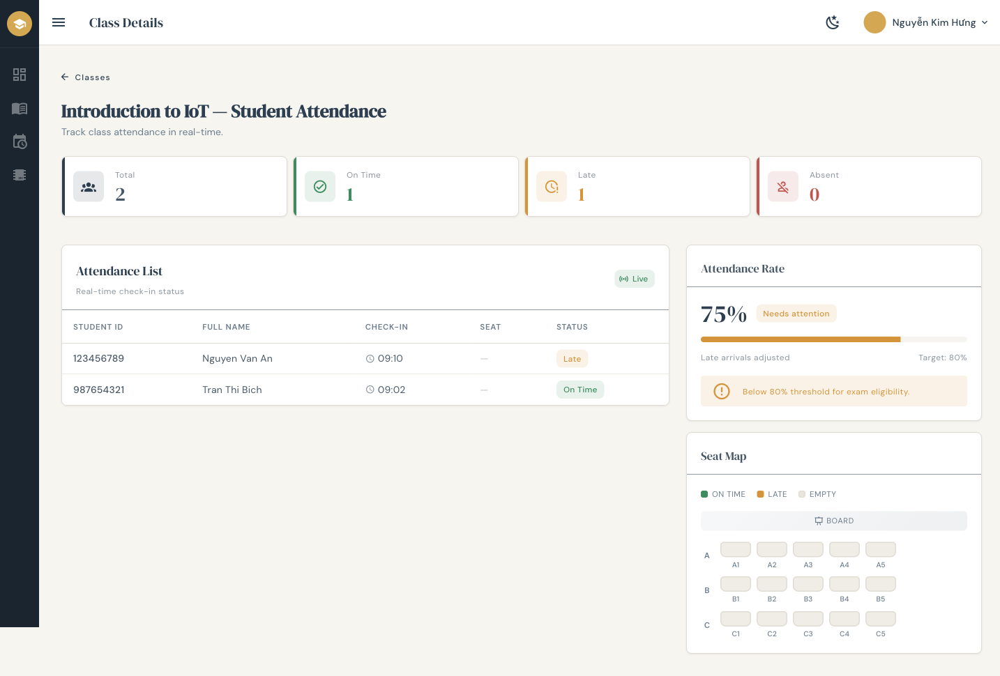 Class Details
Nguyễn Kim Hưng
Classes
Introduction to IoT — Student Attendance
Track class attendance in real-time.
Total
2
On Time
1
Late
1
Absent
0
Attendance List
Real-time check-in status
Live
STUDENT ID FULL NAME CHECK-IN SEAT STATUS
123456789 Nguyen Van An 09:10 — Late
987654321 Tran Thi Bich 09:02 — On Time
Attendance Rate
75% Needs attention
Late arrivals adjusted Target: 80%
Below 80% threshold for exam eligibility.
Seat Map
ON TIME LATE EMPTY
BOARD
A
A1 A2 A3 A4 A5
B
B1 B2 B3 B4 B5
C
C1 C2 C3 C4 C5